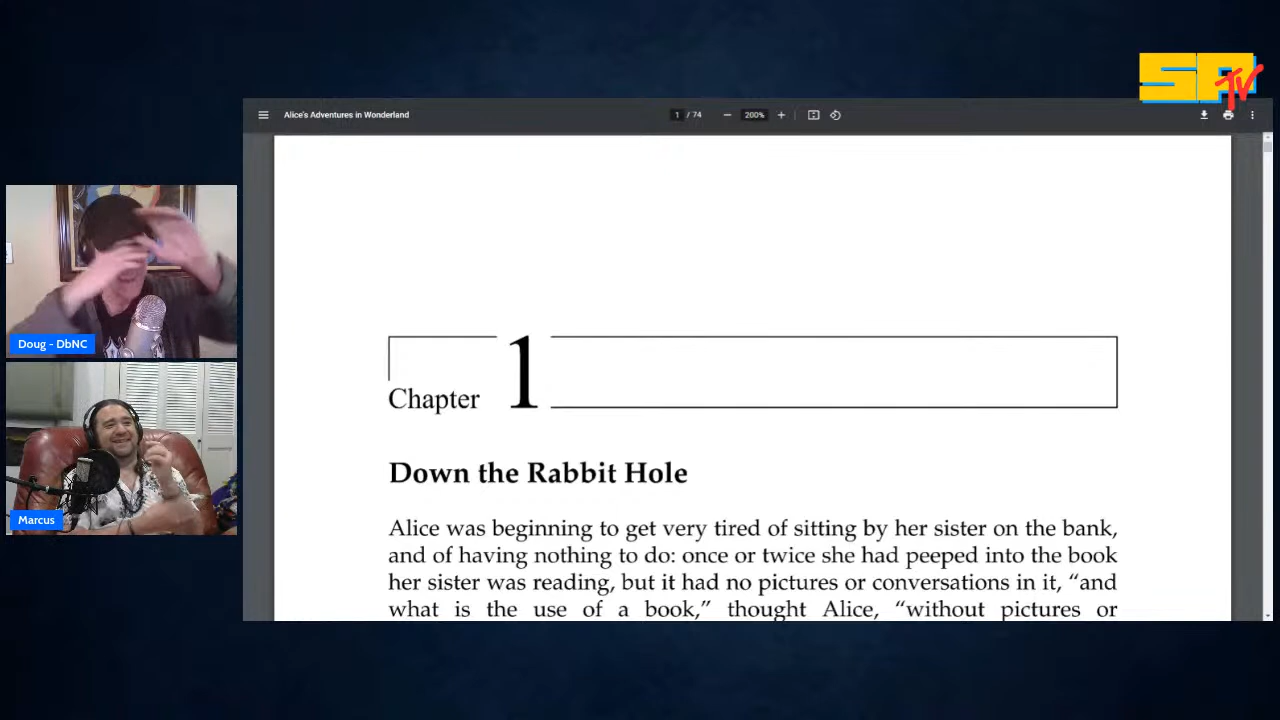 SP TV
Alice's Adventures in Wonderland
1 / 74
200%
Doug - DbNC
Marcus
Chapter 1
Down the Rabbit Hole
Alice was beginning to get very tired of sitting by her sister on the bank,
and of having nothing to do: once or twice she had peeped into the book
her sister was reading, but it had no pictures or conversations in it, “and
what is the use of a book,” thought Alice, “without pictures or